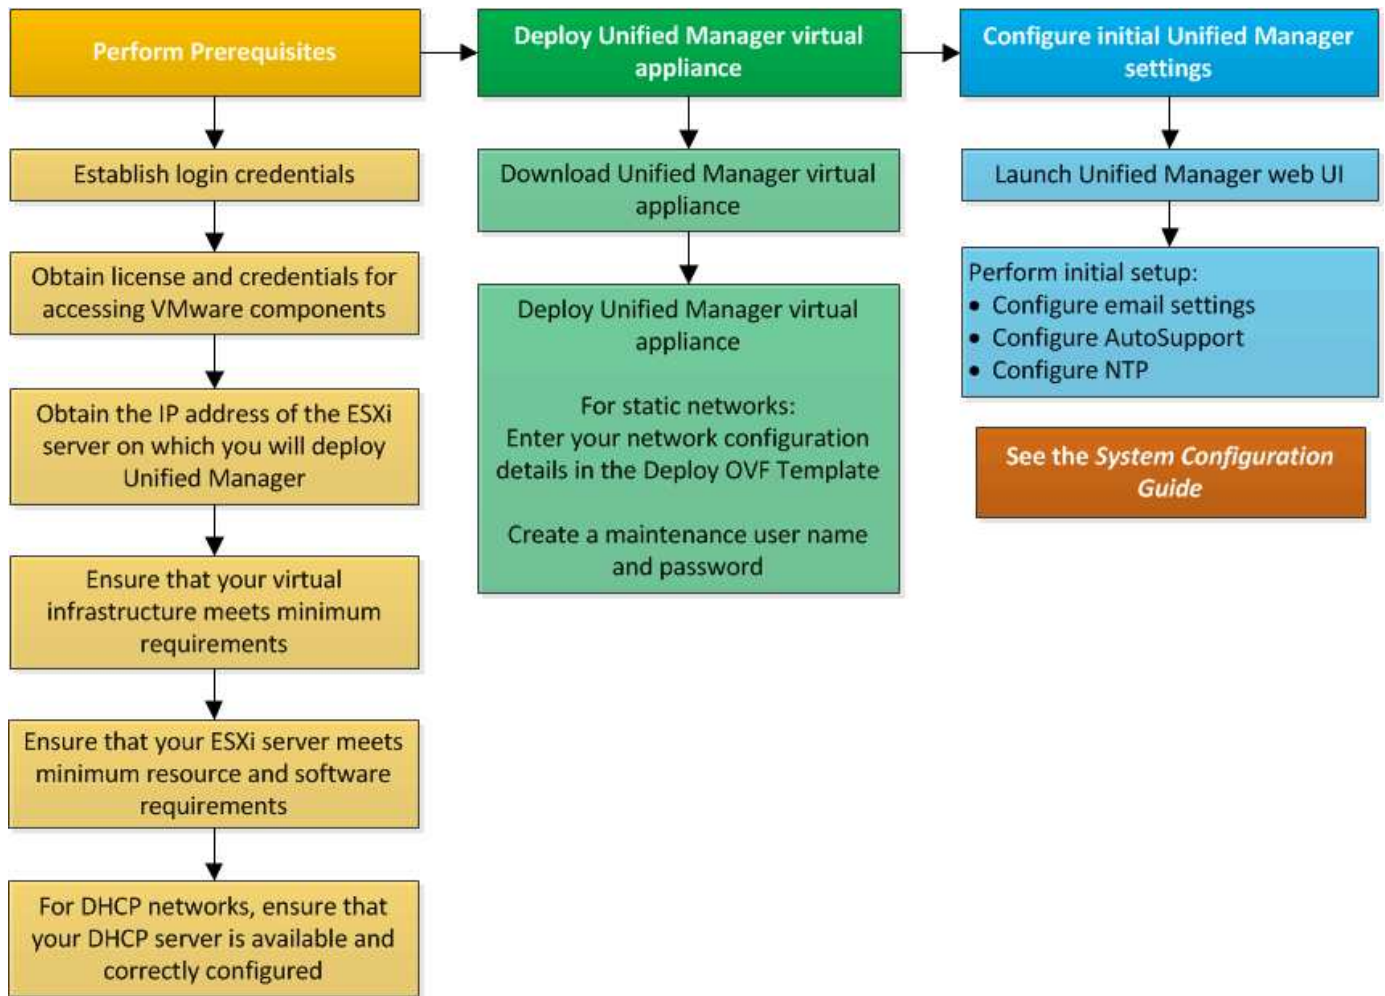 Perform Prerequisites
Establish login credentials
Obtain license and credentials for
accessing VMware components
Obtain the IP address of the ESXi
server on which you will deploy
Unified Manager
Ensure that your virtual
infrastructure meets minimum
requirements
Ensure that your ESXi server meets
minimum resource and software
requirements
For DHCP networks, ensure that
your DHCP server is available and
correctly configured
Deploy Unified Manager virtual
appliance
Download Unified Manager virtual
appliance
Deploy Unified Manager virtual
appliance
For static networks:
Enter your network configuration
details in the Deploy OVF Template
Create a maintenance user name
and password
Configure initial Unified Manager
settings
Launch Unified Manager web UI
Perform initial setup:
• Configure email settings
• Configure AutoSupport
• Configure NTP
See the System Configuration
Guide